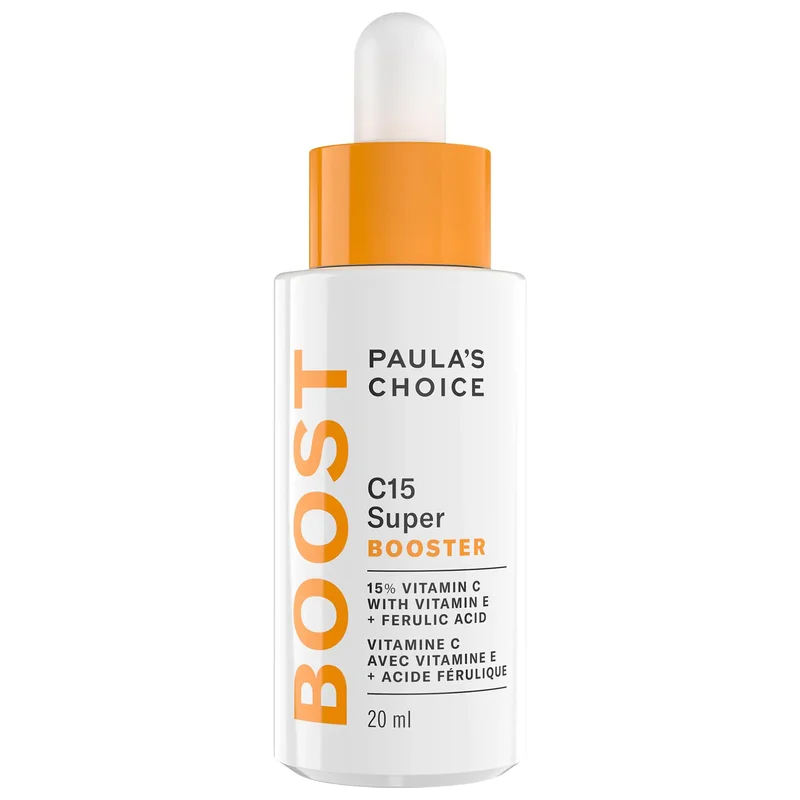 BOOST
PAULA'S
CHOICE
C15
Super
BOOSTER
15% VITAMIN C
WITH VITAMIN E
+ FERULIC ACID
VITAMINE C
AVEC VITAMINE E
+ ACIDE FÉRULIQUE
20 ml